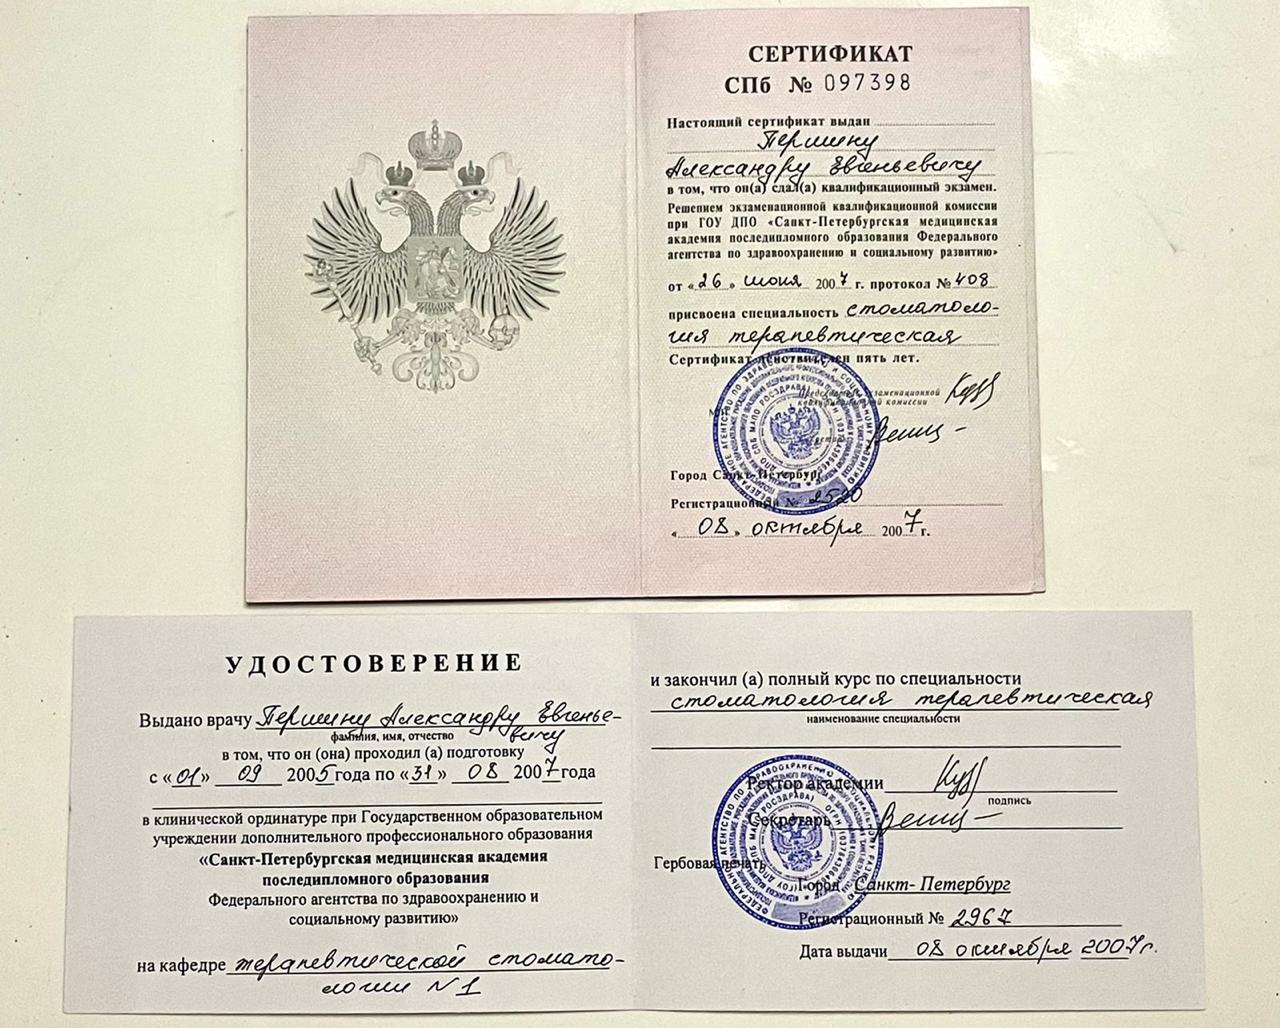 СЕРТИФИКАТ
СПб № 097398
Настоящий сертификат выдан
Першину
Александру Евгеньевичу
в том, что он(а) сдал(а) квалификационный экзамен.
Решением экзаменационной квалификационной комиссии
при ГОУ ДПО «Санкт-Петербургская медицинская
академия последипломного образования Федерального
агентства по здравоохранению и социальному развитию»
от «26» июня 2007 г. протокол № 408
присвоена специальность стоматоло-
гия терапевтическая
Сертификат действителен пять лет.
Председатель экзаменационной
квалификационной комиссии
Город Санкт-Петербург
Регистрационный № 2520
«08» октября 2007 г.
УДОСТОВЕРЕНИЕ
Выдано врачу Першину Александру Евгенье-
вичу
фамилия, имя, отчество
в том, что он (она) проходил (а) подготовку
с «01» 09 2005 года по «31» 08 2007 года
в клинической ординатуре при Государственном образовательном
учреждении дополнительного профессионального образования
«Санкт-Петербургская медицинская академия
последипломного образования
Федерального агентства по здравоохранению и
социальному развитию»
на кафедре терапевтической стомато-
логии N 1
и закончил (а) полный курс по специальности
стоматология терапевтическая
наименование специальности
Ректор академии
подпись
Секретарь
Гербовая печать
Город Санкт-Петербург
Регистрационный № 2967
Дата выдачи 08 октября 2007г.